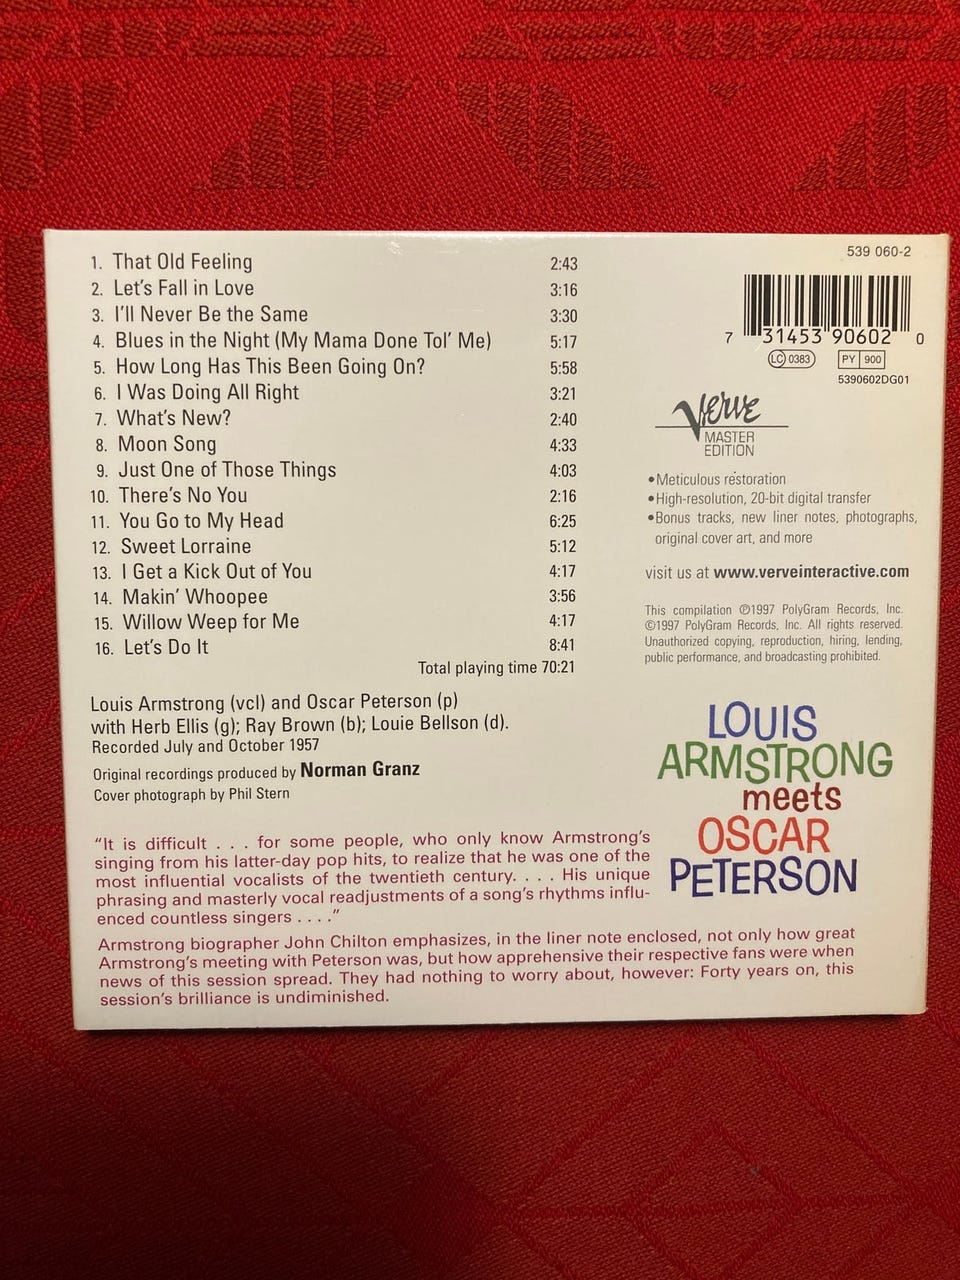 1. That Old Feeling 2:43
2. Let's Fall in Love 3:16
3. I'll Never Be the Same 3:30
4. Blues in the Night (My Mama Done Tol' Me) 5:17
5. How Long Has This Been Going On? 5:58
6. I Was Doing All Right 3:21
7. What's New? 2:40
8. Moon Song 4:33
9. Just One of Those Things 4:03
10. There's No You 2:16
11. You Go to My Head 6:25
12. Sweet Lorraine 5:12
13. I Get a Kick Out of You 4:17
14. Makin' Whoopee 3:56
15. Willow Weep for Me 4:17
16. Let's Do It 8:41
Total playing time 70:21
Louis Armstrong (vcl) and Oscar Peterson (p)
with Herb Ellis (g); Ray Brown (b); Louie Bellson (d).
Recorded July and October 1957
Original recordings produced by Norman Granz
Cover photograph by Phil Stern
539 060-2
7 31453 90602 0
LC 0383 PY 900
5390602DG01
Verve
MASTER
EDITION
•Meticulous restoration
•High-resolution, 20-bit digital transfer
•Bonus tracks, new liner notes, photographs,
original cover art, and more
visit us at www.verveinteractive.com
This compilation ℗1997 PolyGram Records, Inc.
©1997 PolyGram Records, Inc. All rights reserved.
Unauthorized copying, reproduction, hiring, lending,
public performance, and broadcasting prohibited.
LOUIS
ARMSTRONG
meets
OSCAR
PETERSON
"It is difficult . . . for some people, who only know Armstrong's
singing from his latter-day pop hits, to realize that he was one of the
most influential vocalists of the twentieth century. . . . His unique
phrasing and masterly vocal readjustments of a song's rhythms influ-
enced countless singers . . . ."
Armstrong biographer John Chilton emphasizes, in the liner note enclosed, not only how great
Armstrong's meeting with Peterson was, but how apprehensive their respective fans were when
news of this session spread. They had nothing to worry about, however: Forty years on, this
session's brilliance is undiminished.